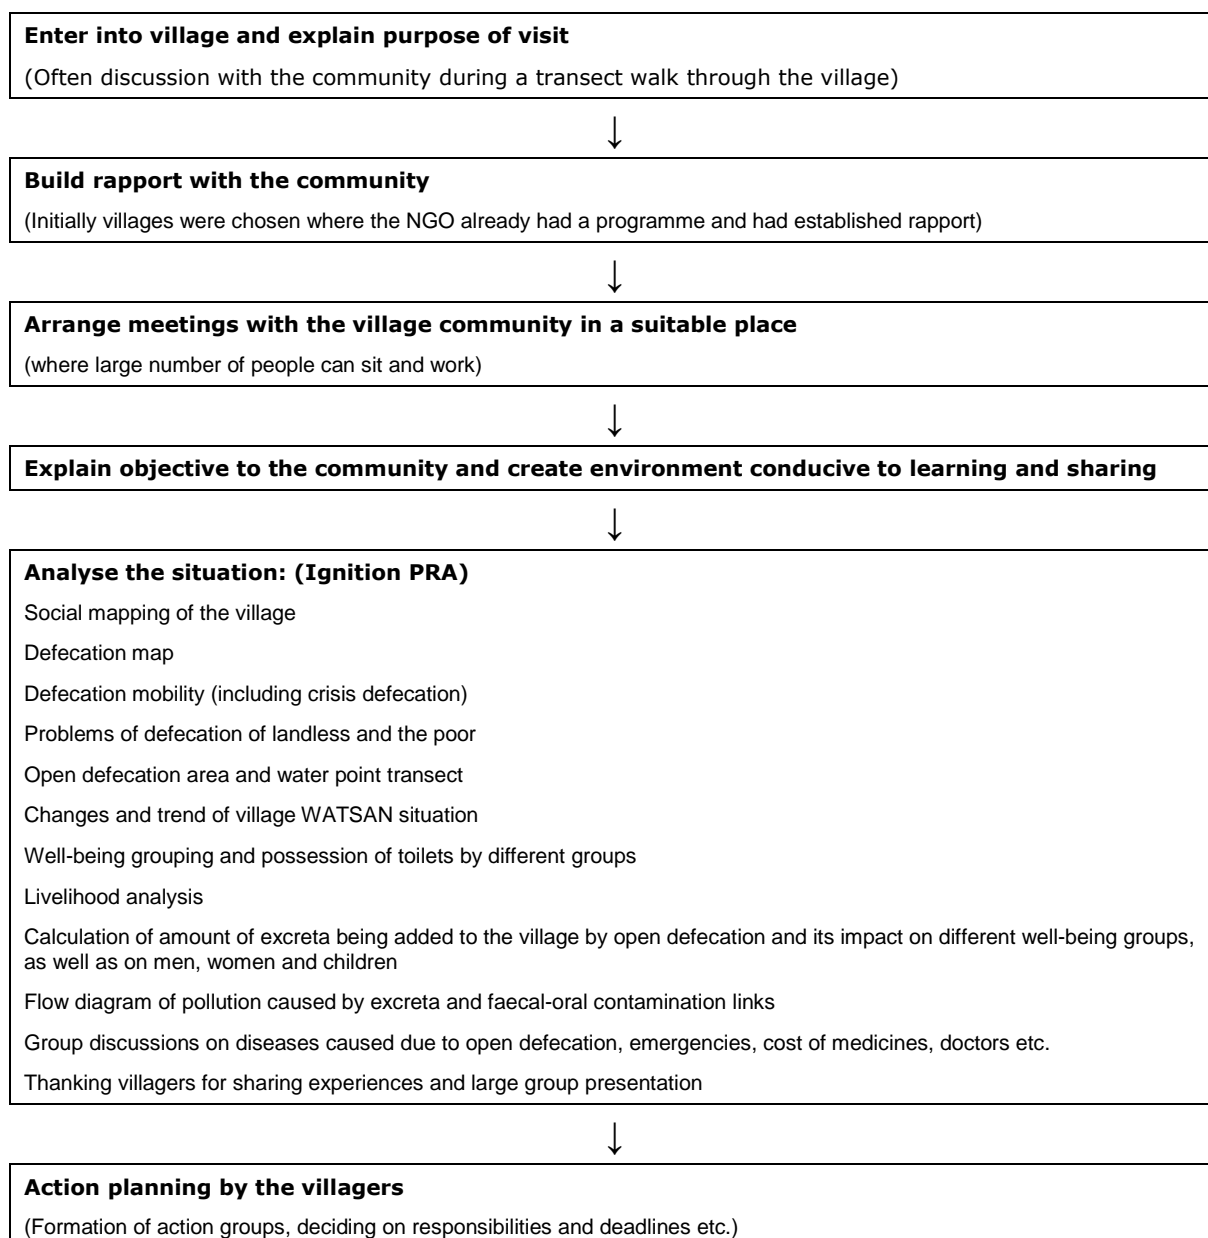 Enter into village and explain purpose of visit
(Often discussion with the community during a transect walk through the village)
↓
Build rapport with the community
(Initially villages were chosen where the NGO already had a programme and had established rapport)
↓
Arrange meetings with the village community in a suitable place
(where large number of people can sit and work)
↓
Explain objective to the community and create environment conducive to learning and sharing
↓
Analyse the situation: (Ignition PRA)
Social mapping of the village
Defecation map
Defecation mobility (including crisis defecation)
Problems of defecation of landless and the poor
Open defecation area and water point transect
Changes and trend of village WATSAN situation
Well-being grouping and possession of toilets by different groups
Livelihood analysis
Calculation of amount of excreta being added to the village by open defecation and its impact on different well-being groups,
as well as on men, women and children
Flow diagram of pollution caused by excreta and faecal-oral contamination links
Group discussions on diseases caused due to open defecation, emergencies, cost of medicines, doctors etc.
Thanking villagers for sharing experiences and large group presentation
↓
Action planning by the villagers
(Formation of action groups, deciding on responsibilities and deadlines etc.)